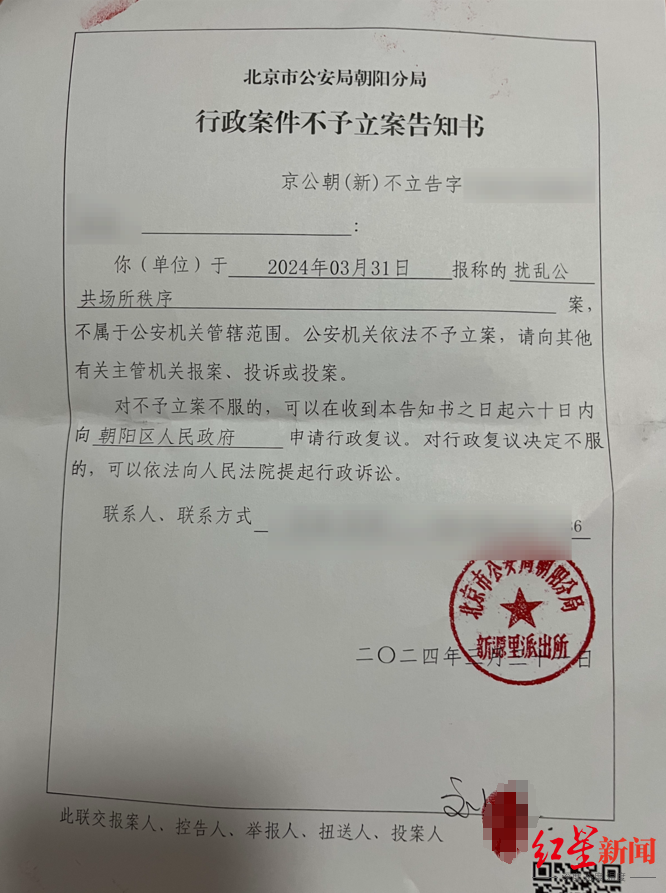 北京市公安局朝阳分局
行政案件不予立案告知书
京公朝(新)不立告字
：
你（单位）于 2024年03月31日 报称的 扰乱公
共场所秩序 案，
不属于公安机关管辖范围。公安机关依法不予立案，请向其他
有关主管机关报案、投诉或投案。
对不予立案不服的，可以在收到本告知书之日起六十日内
向 朝阳区人民政府 申请行政复议。对行政复议决定不服
的，可以依法向人民法院提起行政诉讼。
联系人、联系方式 36
北京市公安局朝阳分局
新源里派出所
二〇二四年三月三十一日
此联交报案人、控告人、举报人、扭送人、投案人
红星新闻
度